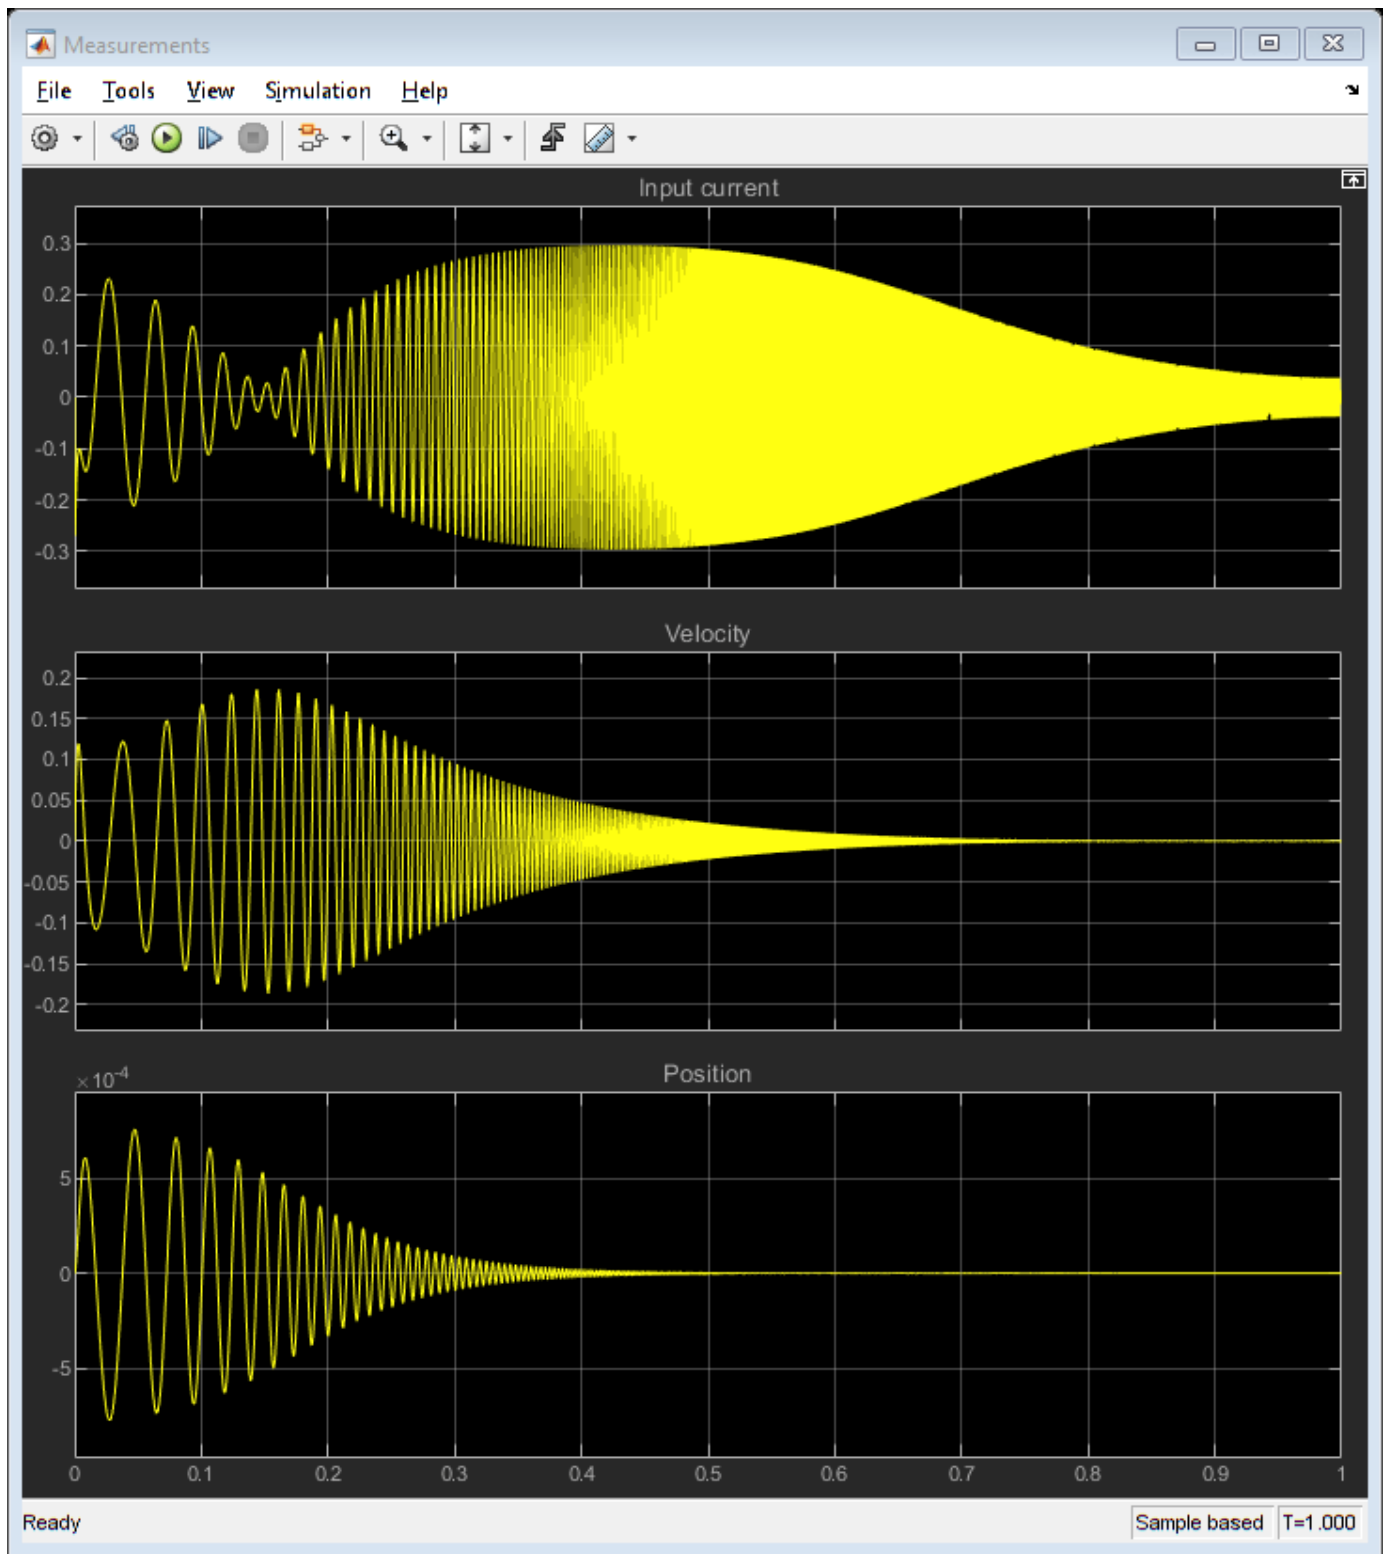 Measurements
File Tools View Simulation Help
Input current
0.3
0.2
0.1
0
-0.1
-0.2
-0.3
Velocity
0.2
0.15
0.1
0.05
0
-0.05
-0.1
-0.15
-0.2
Position
×10-4
5
0
-5
0 0.1 0.2 0.3 0.4 0.5 0.6 0.7 0.8 0.9 1
Ready Sample based T=1.000